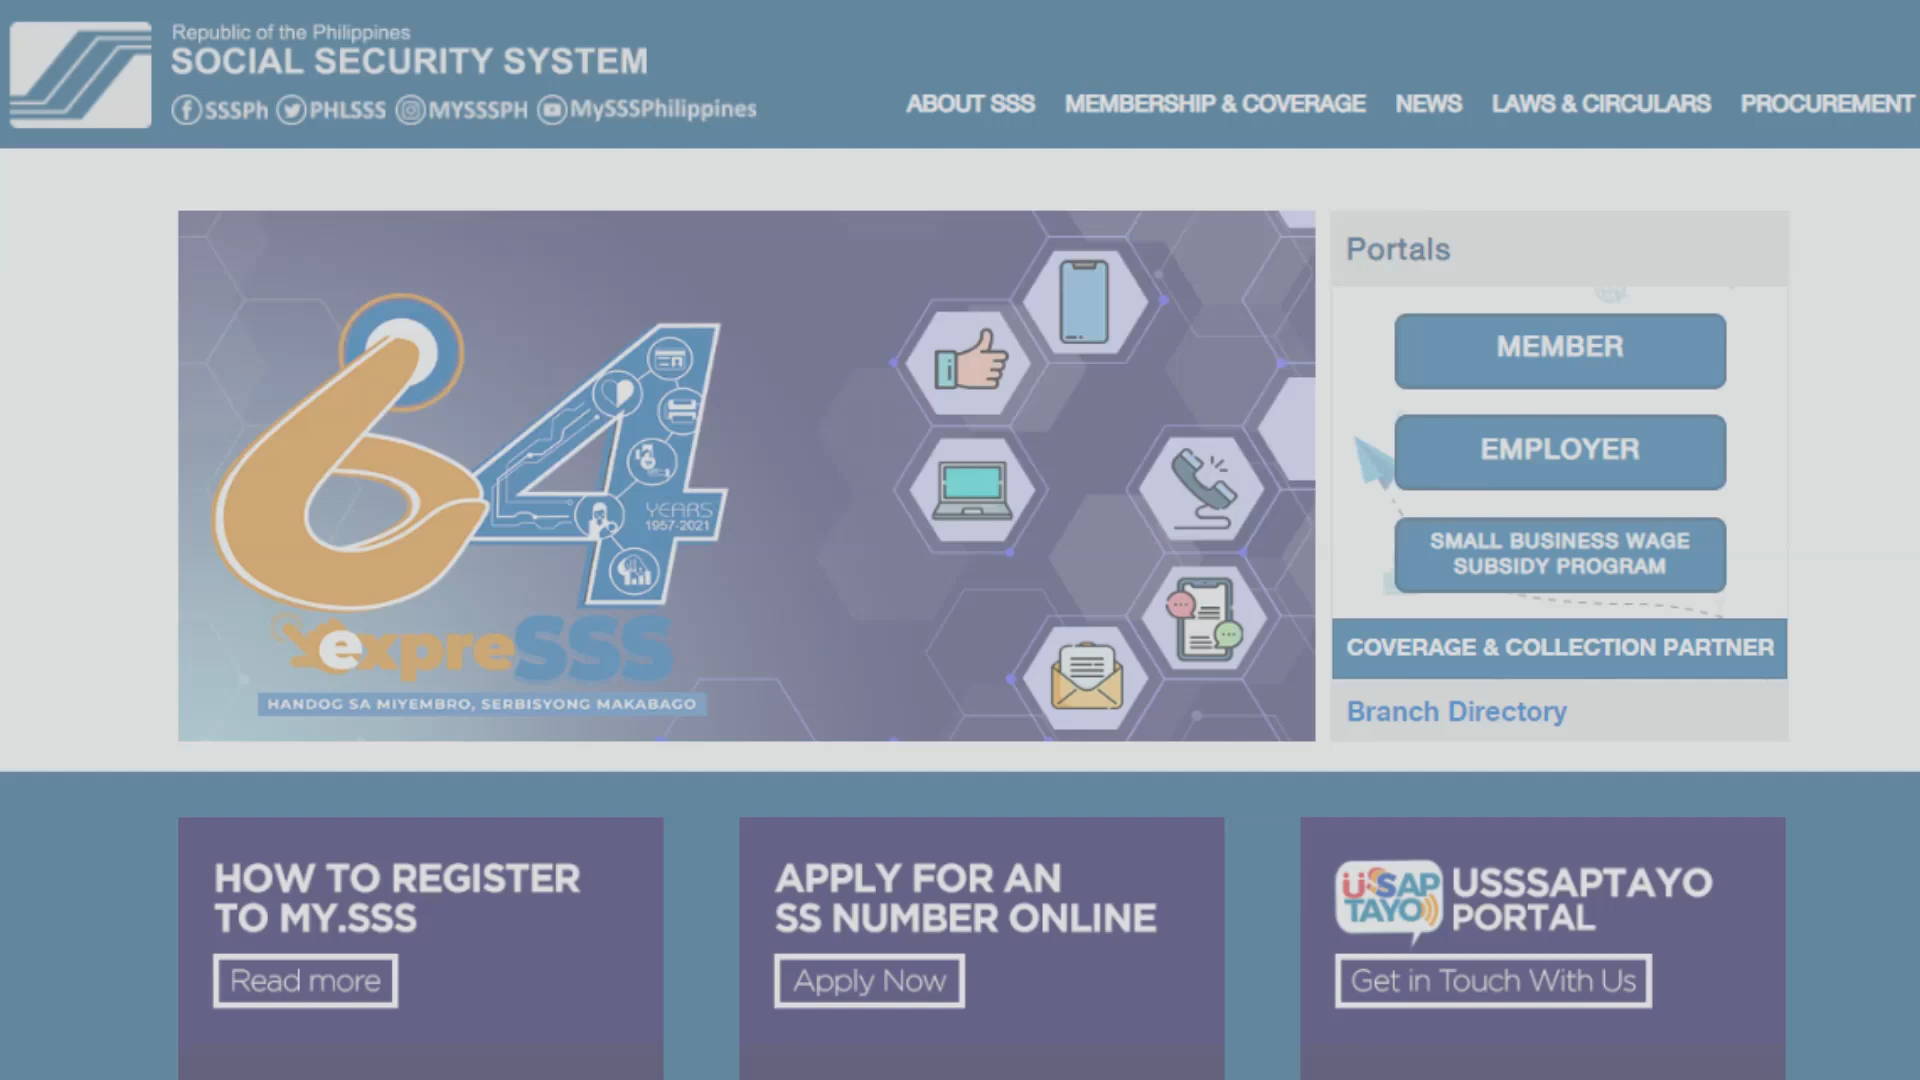 Republic of the Philippines
SOCIAL SECURITY SYSTEM
SSSPh PHLSSS MYSSSPH MySSSPhilippines
ABOUT SSS MEMBERSHIP & COVERAGE NEWS LAWS & CIRCULARS PROCUREMENT
64
YEARS
1957-2021
expreSSS
HANDOG SA MIYEMBRO, SERBISYONG MAKABAGO
Portals
MEMBER
EMPLOYER
SMALL BUSINESS WAGE
SUBSIDY PROGRAM
COVERAGE & COLLECTION PARTNER
Branch Directory
HOW TO REGISTER
TO MY.SSS
Read more
APPLY FOR AN
SS NUMBER ONLINE
Apply Now
USSAP
TAYO
USSSAPTAYO
PORTAL
Get in Touch With Us